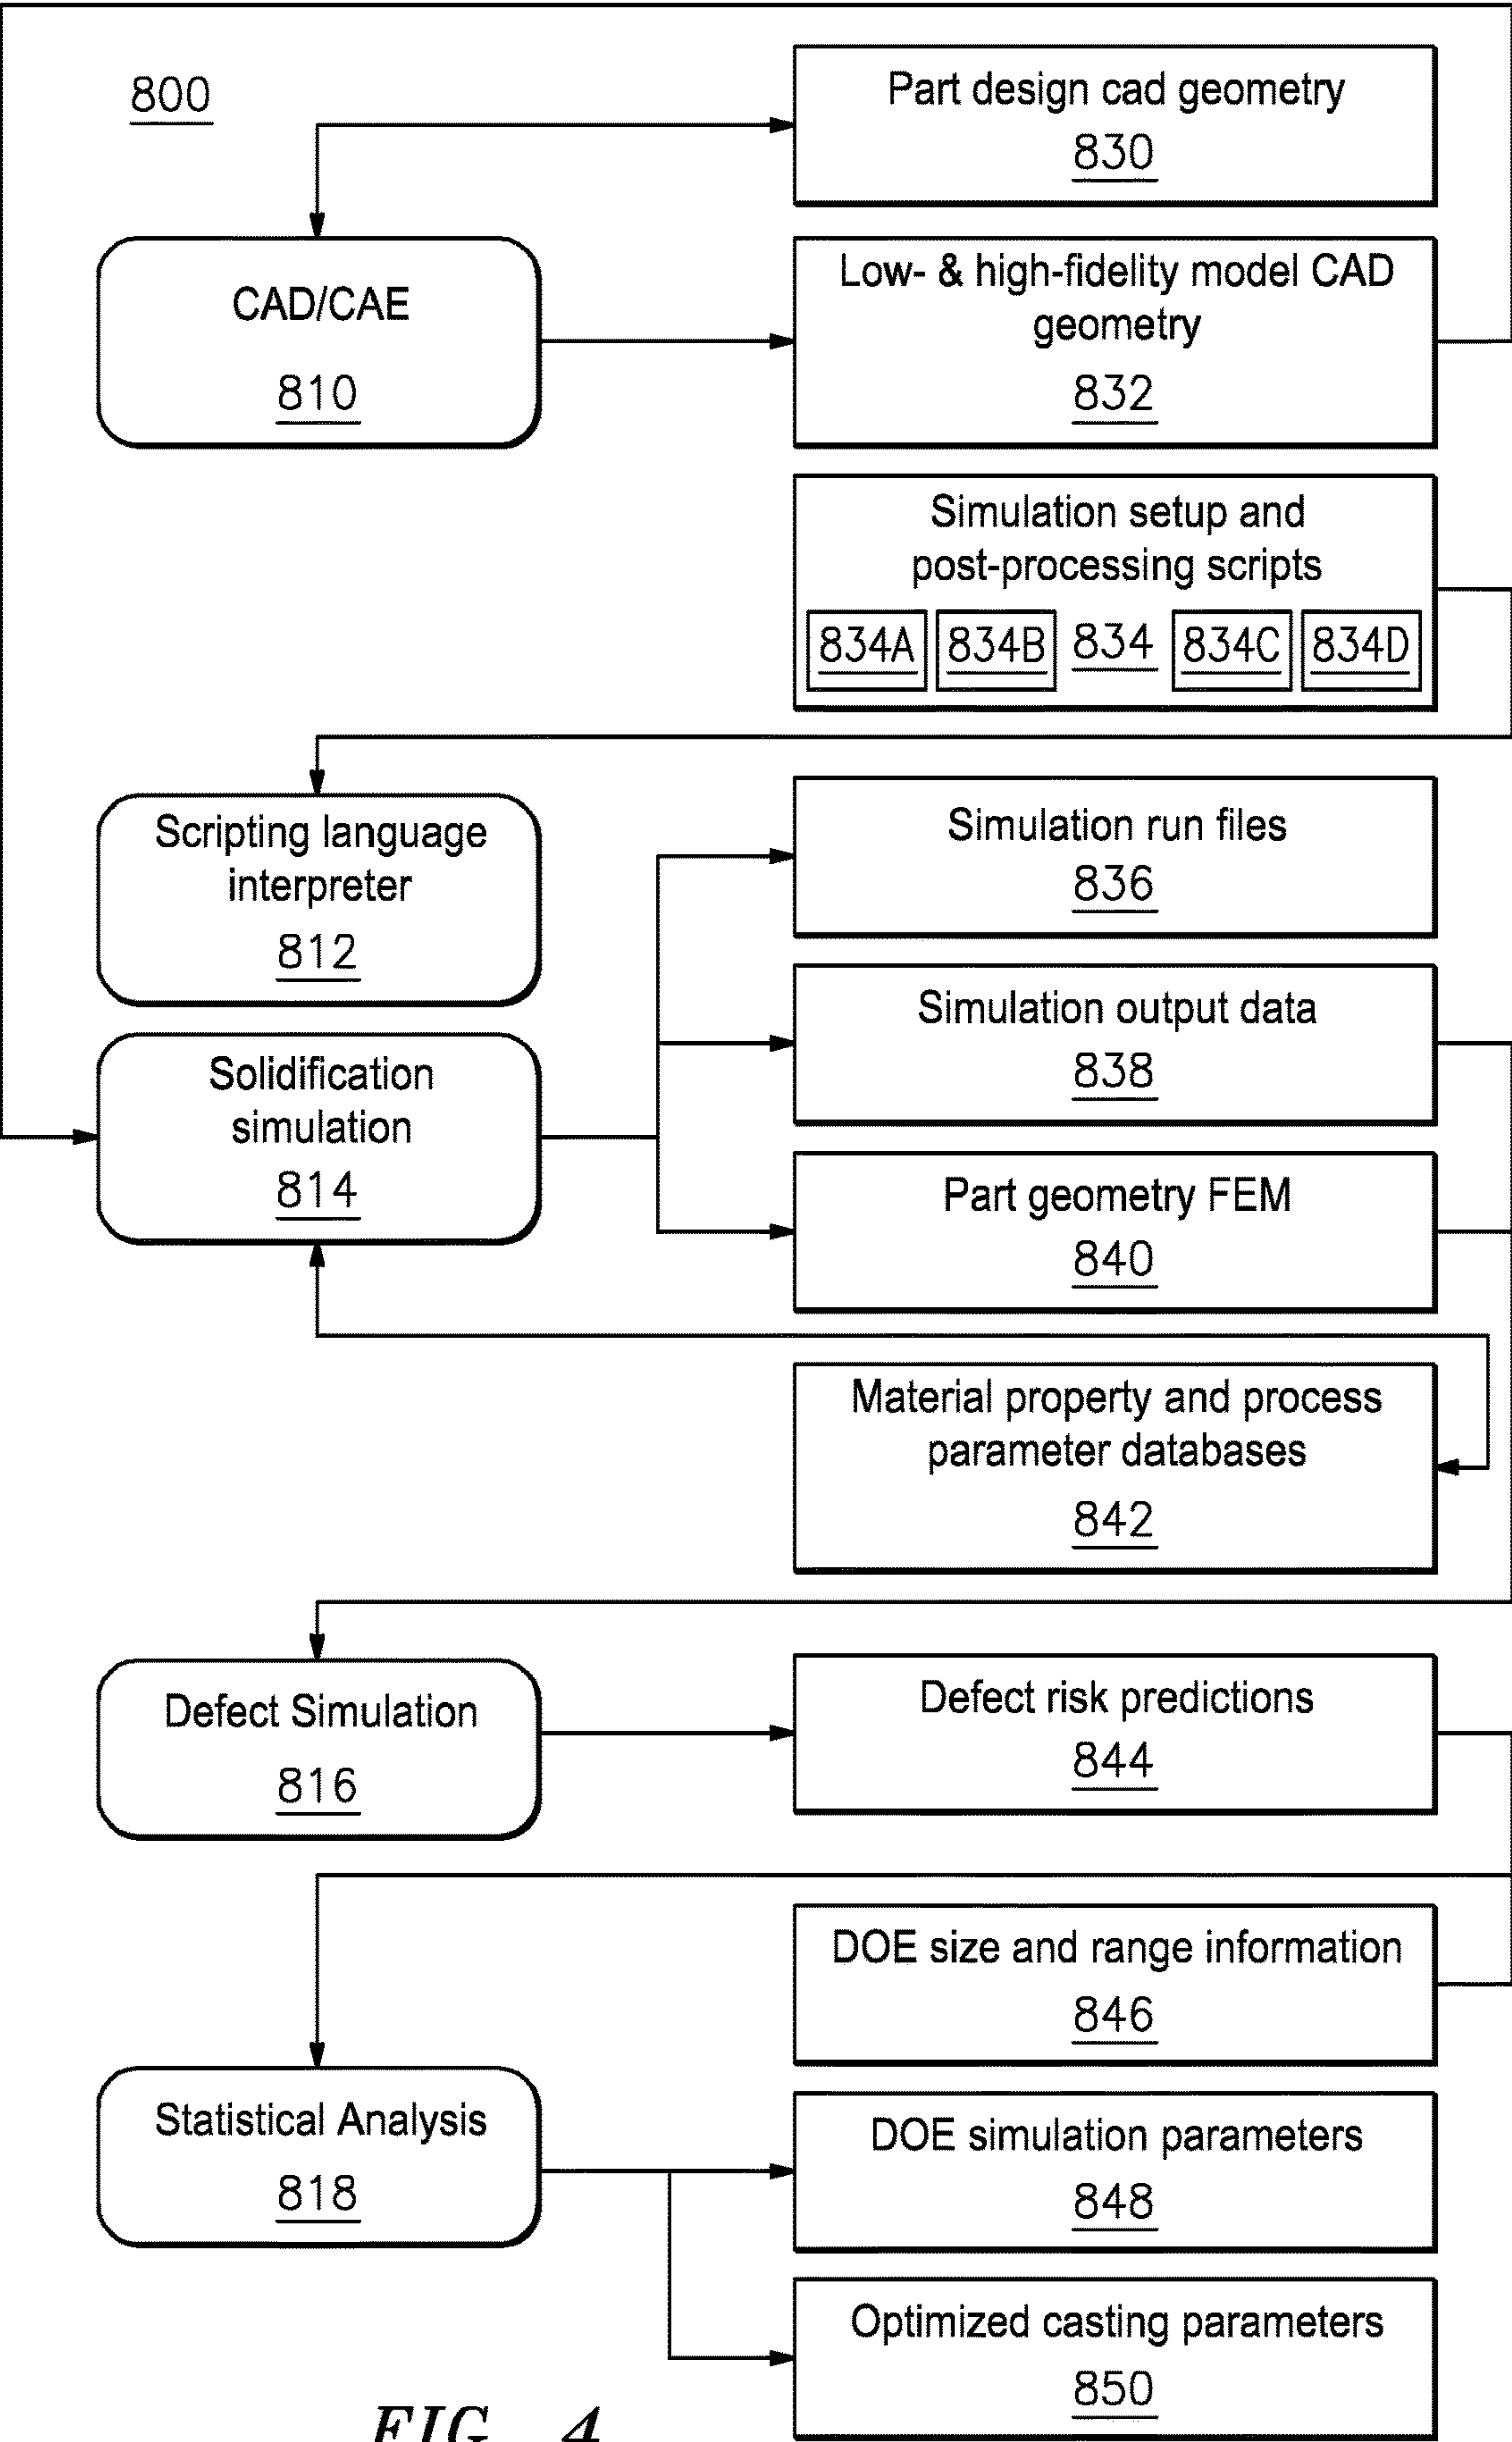 800
Part design cad geometry
830
CAD/CAE
810
Low- & high-fidelity model CAD
geometry
832
Simulation setup and
post-processing scripts
834A 834B 834 834C 834D
Scripting language
interpreter
812
Simulation run files
836
Simulation output data
838
Solidification
simulation
814
Part geometry FEM
840
Material property and process
parameter databases
842
Defect Simulation
816
Defect risk predictions
844
DOE size and range information
846
Statistical Analysis
818
DOE simulation parameters
848
Optimized casting parameters
850
FIG. 4